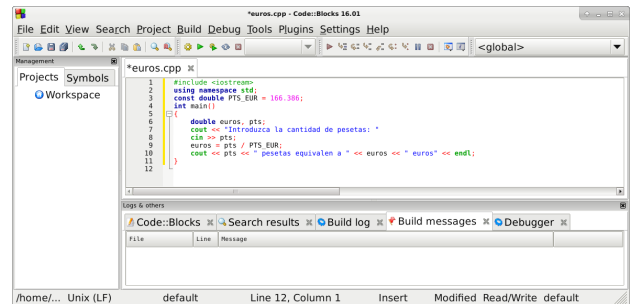 *euros.cpp - Code::Blocks 16.01
File Edit View Search Project Build Debug Tools Plugins Settings Help
<global>
Management
Projects Symbols
Workspace
*euros.cpp
1 #include <iostream>
2 using namespace std;
3 const double PTS_EUR = 166.386;
4 int main()
5 {
6 double euros, pts;
7 cout << "Introduzca la cantidad de pesetas: "
8 cin >> pts;
9 euros = pts / PTS_EUR;
10 cout << pts << " pesetas equivalen a " << euros << " euros" << endl;
11 }
12
Logs & others
Code::Blocks Search results Build log Build messages Debugger
File Line Message
/home/... Unix (LF) default Line 12, Column 1 Insert Modified Read/Write default